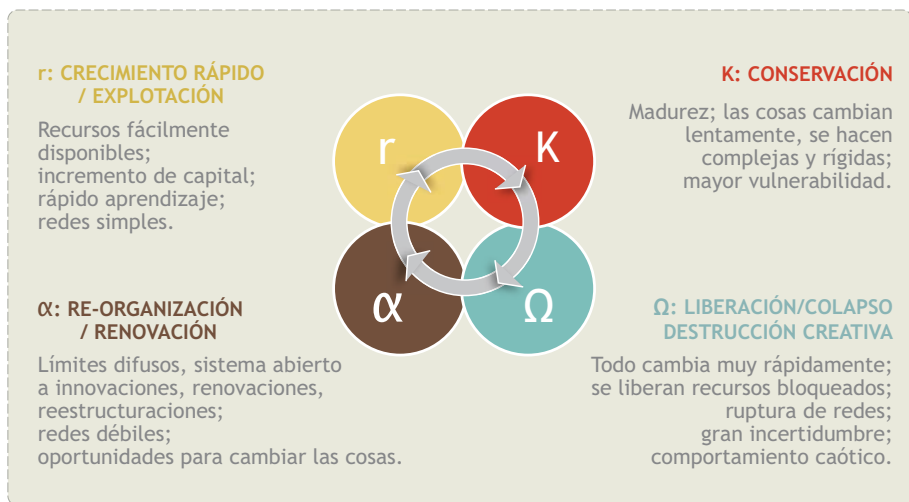 r: CRECIMIENTO RÁPIDO
/ EXPLOTACIÓN
Recursos fácilmente
disponibles;
incremento de capital;
rápido aprendizaje;
redes simples.
K: CONSERVACIÓN
Madurez; las cosas cambian
lentamente, se hacen
complejas y rígidas;
mayor vulnerabilidad.
r
K
α
Ω
α: RE-ORGANIZACIÓN
/ RENOVACIÓN
Límites difusos, sistema abierto
a innovaciones, renovaciones,
reestructuraciones;
redes débiles;
oportunidades para cambiar las cosas.
Ω: LIBERACIÓN/COLAPSO
DESTRUCCIÓN CREATIVA
Todo cambia muy rápidamente;
se liberan recursos bloqueados;
ruptura de redes;
gran incertidumbre;
comportamiento caótico.